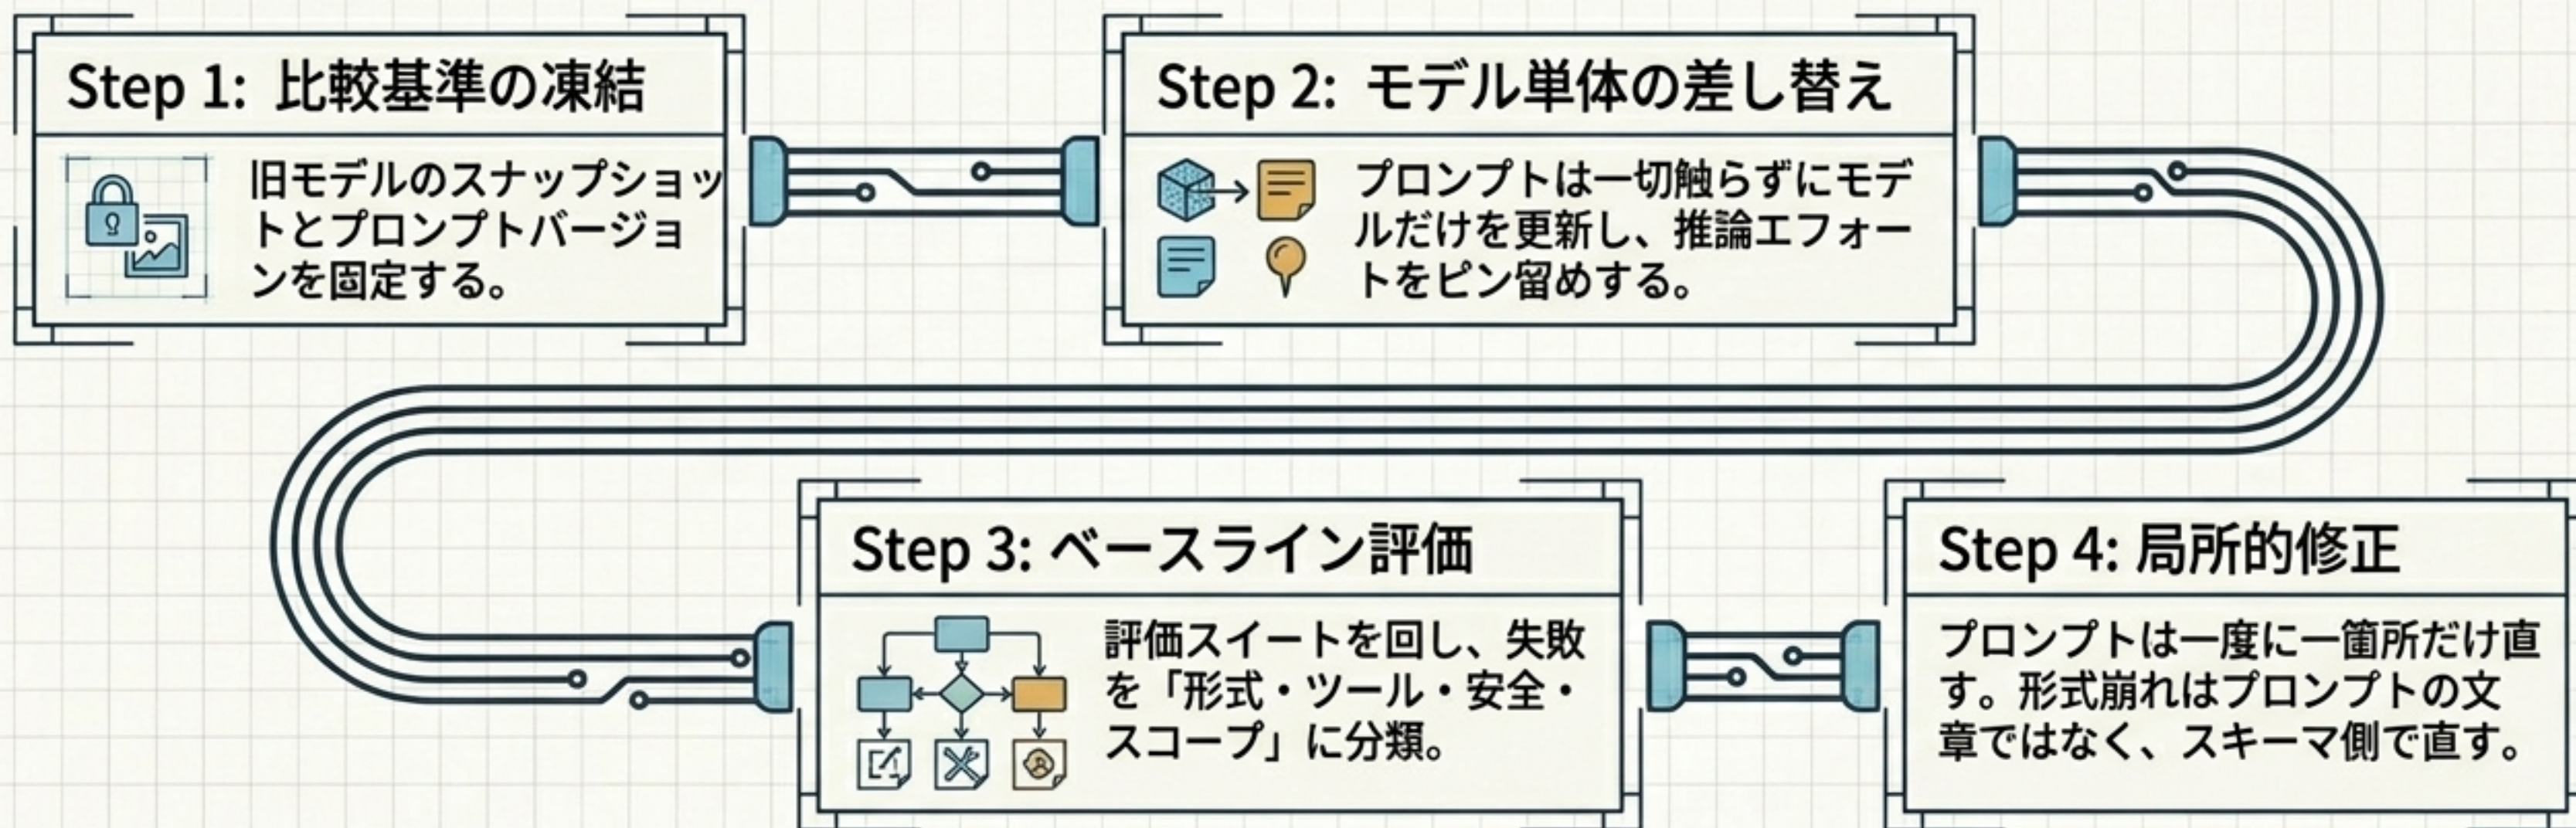 Step 1: 比較基準の凍結
旧モデルのスナップショッ
トとプロンプトバージョ
ンを固定する。
Step 2: モデル単体の差し替え
プロンプトは一切触らずにモデ
ルだけを更新し、推論エフォー
トをピン留めする。
Step 3: ベースライン評価
評価スイートを回し、失敗
を「形式・ツール・安全・
スコープ」に分類。
Step 4: 局所的修正
プロンプトは一度に一箇所だけ直
す。形式崩れはプロンプトの文
章ではなく、スキーマ側で直す。